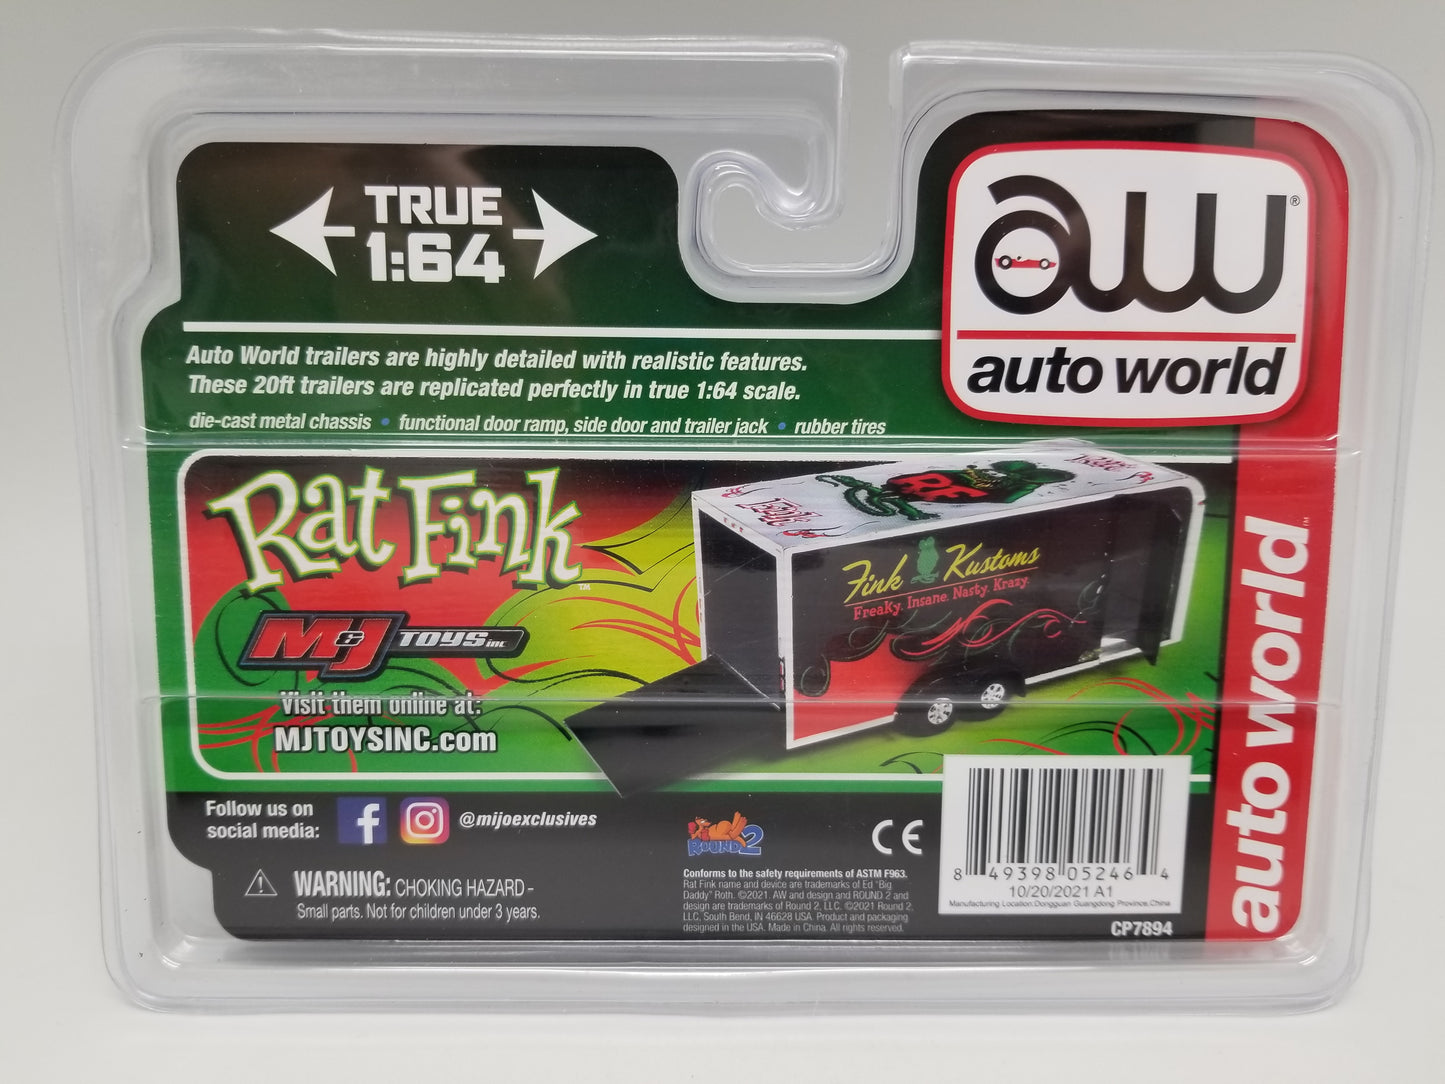 TRUE
1:64
aw®
auto world
Auto World trailers are highly detailed with realistic features.
These 20ft trailers are replicated perfectly in true 1:64 scale.
die-cast metal chassis • functional door ramp, side door and trailer jack • rubber tires
Rat Fink™
M&J TOYS inc
Visit them online at:
MJTOYSINC.com
RF
Fink
Fink Kustoms
Freaky. Insane. Nasty. Krazy.
auto world™
Follow us on
social media:
f
@mijoexclusives
WARNING: CHOKING HAZARD -
Small parts. Not for children under 3 years.
ROUND 2
CE
Conforms to the safety requirements of ASTM F963.
Rat Fink name and device are trademarks of Ed "Big
Daddy" Roth. ©2021. AW and design and ROUND 2 and
design are trademarks of Round 2, LLC. ©2021 Round 2,
LLC, South Bend, IN 46628 USA. Product and packaging
designed in the USA. Made in China. All rights reserved.
8 49398 05246 4
10/20/2021 A1
Manufacturing Location:Dongguan Guangdong Province,China
CP7894